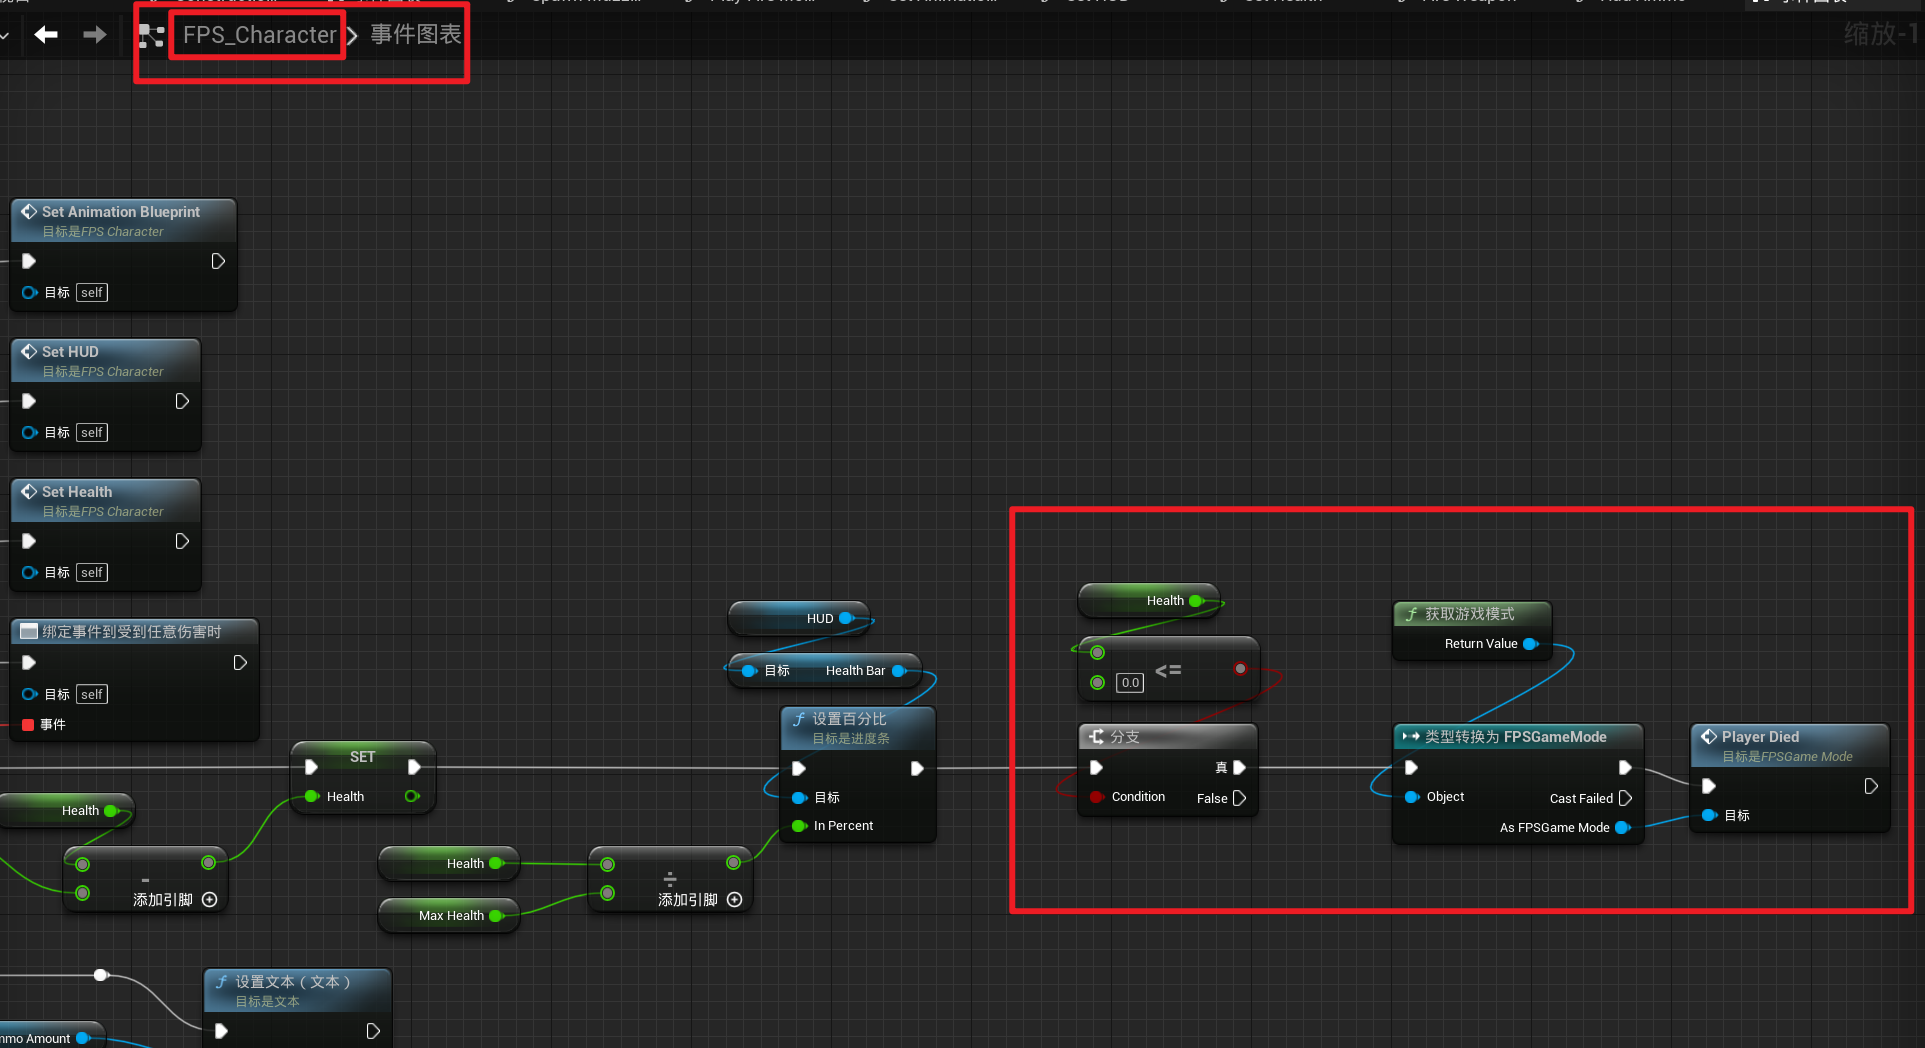 FPS_Character > 事件图表
缩放-1
Set Animation Blueprint
目标是FPS Character
目标 self
Set HUD
目标是FPS Character
目标 self
Set Health
目标是FPS Character
目标 self
绑定事件到受到任意伤害时
目标 self
事件
SET
Health
Health
-
添加引脚
Health
Max Health
÷
添加引脚
HUD
目标 Health Bar
设置百分比
目标是进度条
目标
In Percent
Health
0.0 <=
分支
真
Condition False
获取游戏模式
Return Value
类型转换为 FPSGameMode
Object Cast Failed
As FPSGame Mode
Player Died
目标是FPSGame Mode
目标
设置文本（文本）
目标是文本
Amount